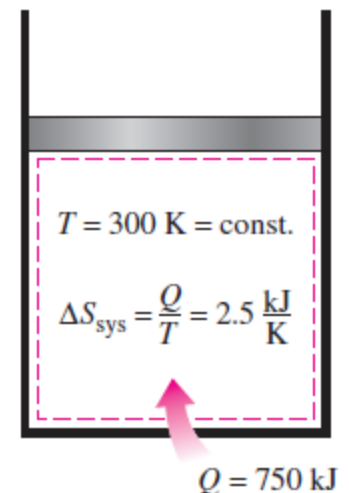 T = 300 K = const.
ΔS_sys = Q/T = 2.5 kJ/K
Q = 750 kJ